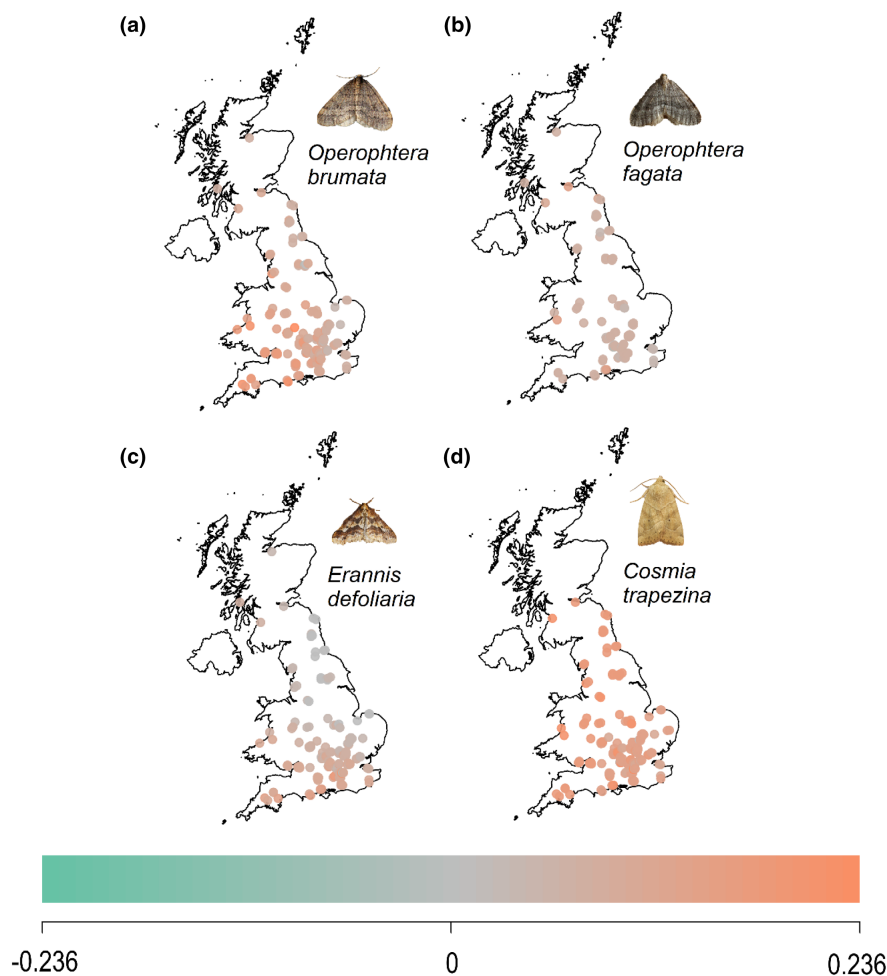 (a)
(b)
Operophtera
brumata
Operophtera
fagata
(c)
(d)
Erannis
defoliaria
Cosmia
trapezina
-0.236
0
0.236